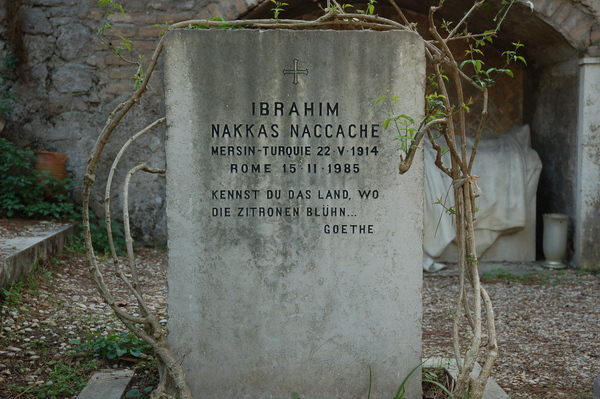 IBRAHIM
NAKKAS NACCACHE
MERSIN-TURQUIE 22·V·1914
ROME 15·11·1985
KENNST DU DAS LAND, WO
DIE ZITRONEN BLÜHN...
GOETHE